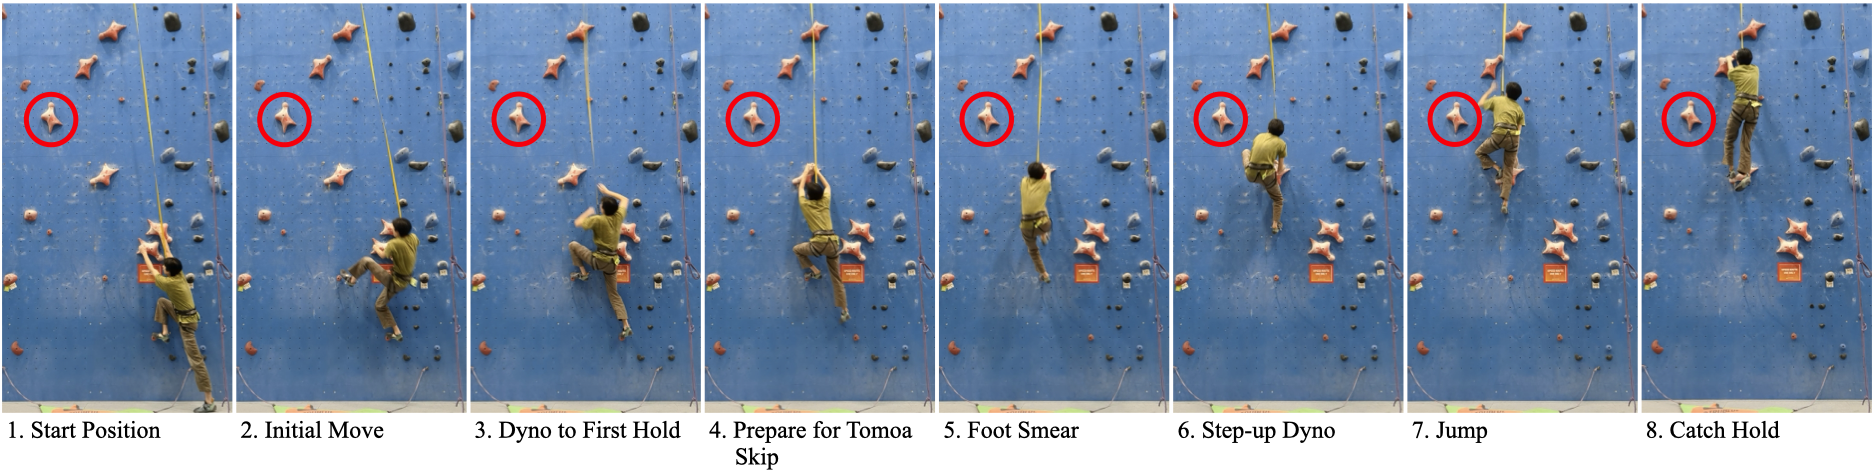 1. Start Position
2. Initial Move
3. Dyno to First Hold
4. Prepare for Tomoa
Skip
5. Foot Smear
6. Step-up Dyno
7. Jump
8. Catch Hold